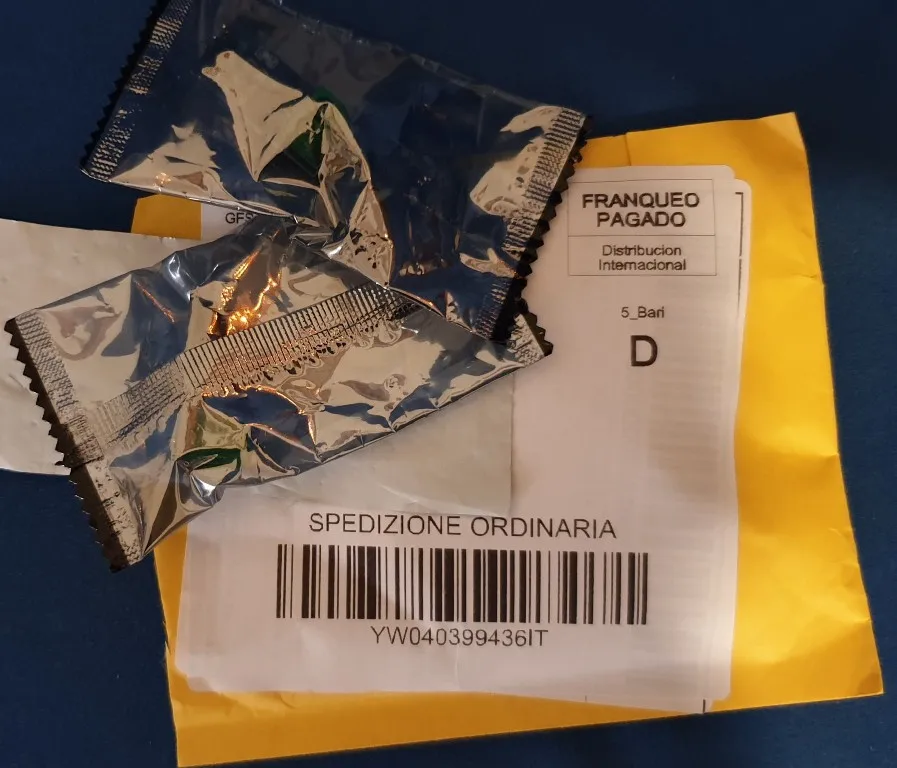 FRANQUEO
PAGADO
Distribucion
Internacional
5_Bari
D
SPEDIZIONE ORDINARIA
YW040399436IT